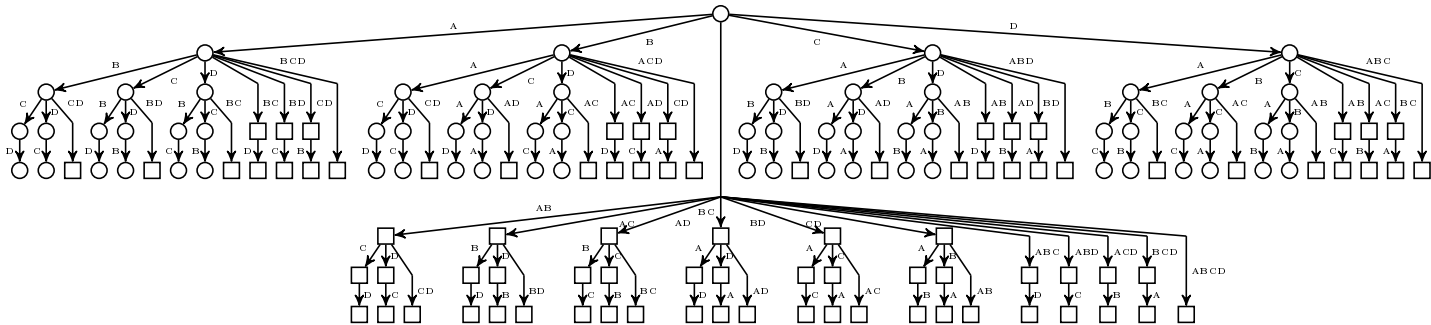 A D
B C
B C D BCD A C D ACD A B D ABD A B C ABC
C CD B BD B BC BC BD CD C CD A AD A AC AC AD CD B BD A AD A AB AB AD BD B BC A AC A AB AB AC BC
D D C D D C D D B C C B
D C D B C B D C B D C D A C A D C A D B D A B A D B A C B C A B A C B A
AB AC AD BC BD CD
C D B D B C A D A C A B ABC ABD ACD BCD ABCD
D C CD D B BD C B BC D A AD C A AC B A AB D C B A